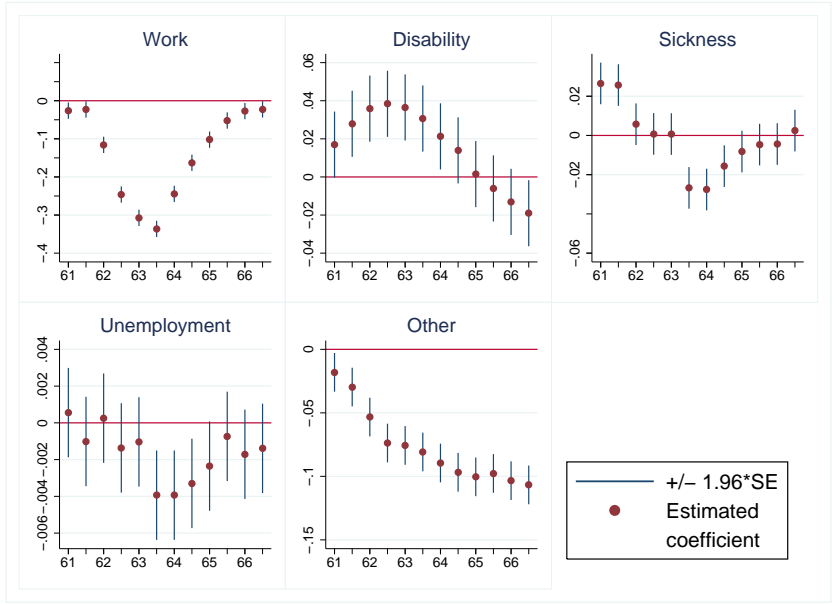 Work
0
−.1
−.2
−.3
−.4
61 62 63 64 65 66
Disability
.06
.04
.02
0
−.02
−.04
61 62 63 64 65 66
Sickness
.02
0
−.02
−.06
61 62 63 64 65 66
Unemployment
.004
.002
0
−.002
−.004
−.006
61 62 63 64 65 66
Other
0
−.05
−.1
−.15
61 62 63 64 65 66
+/− 1.96*SE
Estimated
coefficient